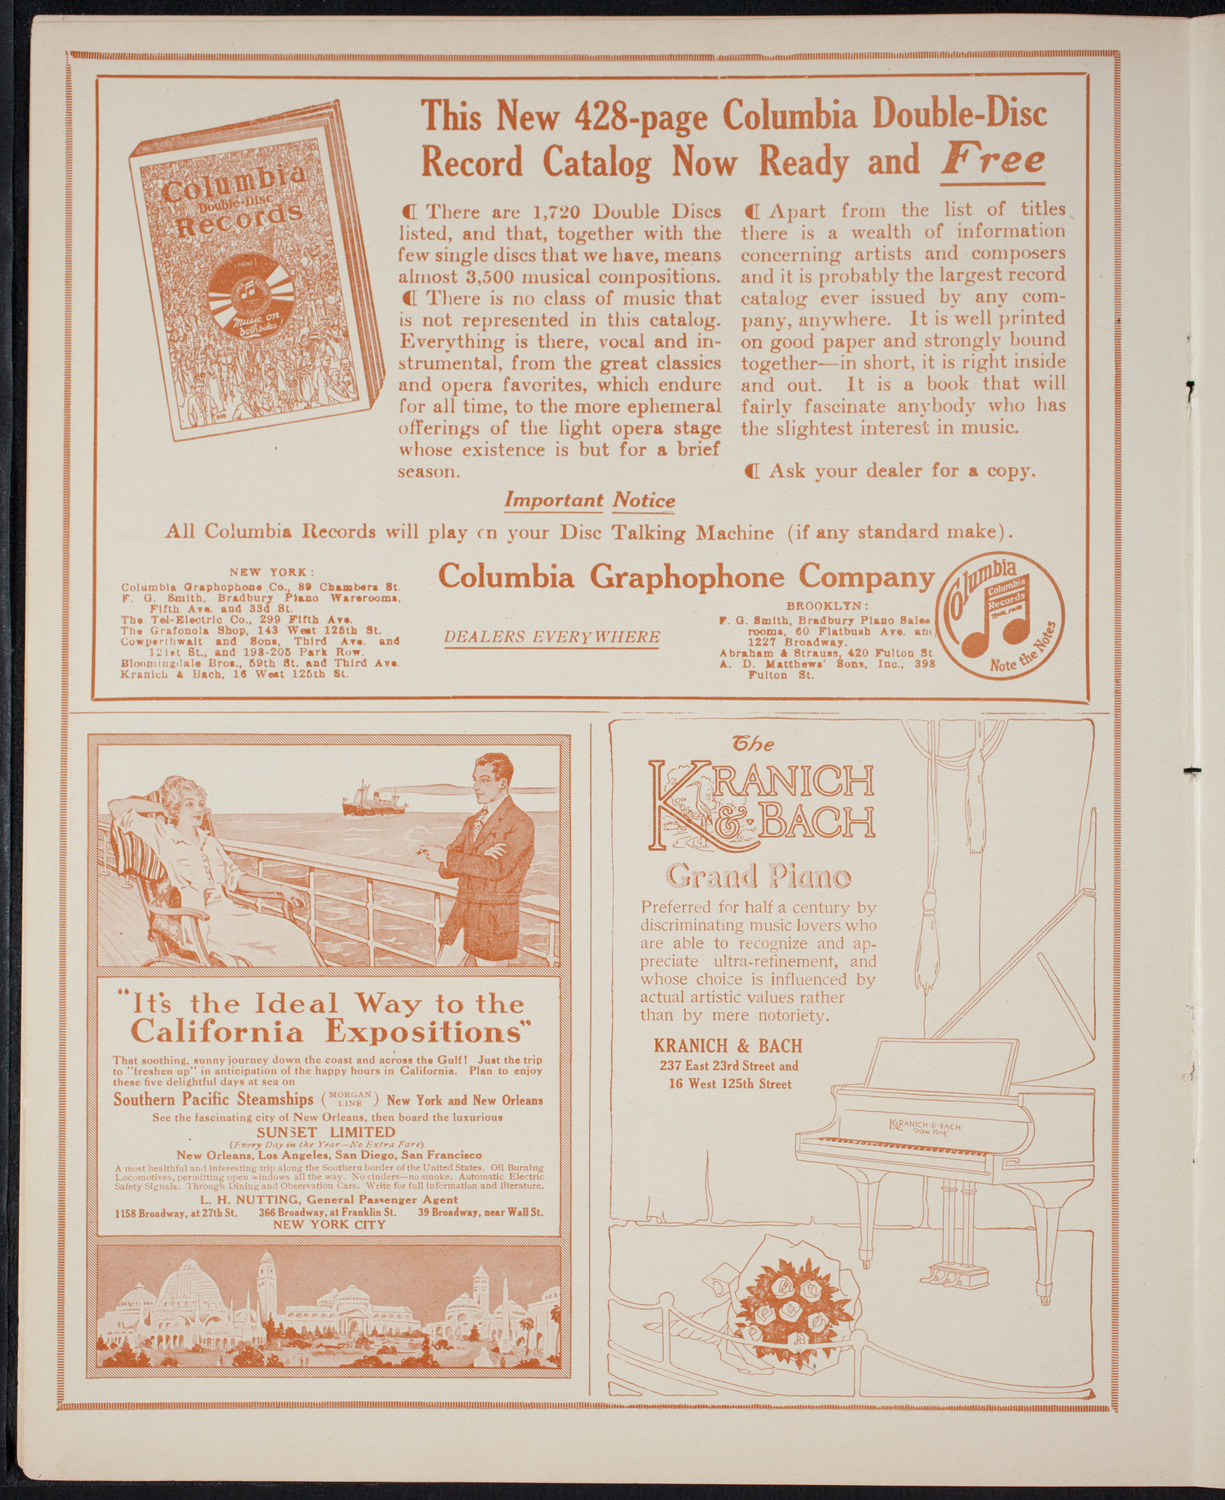 Columbia
Double-Disc
Records
Music on
both sides!
This New 428-page Columbia Double-Disc
Record Catalog Now Ready and Free
¶ There are 1,720 Double Discs
listed, and that, together with the
few single discs that we have, means
almost 3,500 musical compositions.
¶ There is no class of music that
is not represented in this catalog.
Everything is there, vocal and in-
strumental, from the great classics
and opera favorites, which endure
for all time, to the more ephemeral
offerings of the light opera stage
whose existence is but for a brief
season.
¶ Apart from the list of titles
there is a wealth of information
concerning artists and composers
and it is probably the largest record
catalog ever issued by any com-
pany, anywhere. It is well printed
on good paper and strongly bound
together—in short, it is right inside
and out. It is a book that will
fairly fascinate anybody who has
the slightest interest in music.
¶ Ask your dealer for a copy.
Important Notice
All Columbia Records will play on your Disc Talking Machine (if any standard make).
NEW YORK:
Columbia Graphophone Co., 89 Chambers St.
F. G. Smith, Bradbury Piano Warerooms,
Fifth Ave. and 33d St.
The Tel-Electric Co., 299 Fifth Ave.
The Grafonola Shop, 143 West 125th St.
Cowperthwait and Sons, Third Ave. and
121st St., and 193-205 Park Row.
Bloomingdale Bros., 59th St. and Third Ave.
Kranich & Bach, 16 West 125th St.
Columbia Graphophone Company
DEALERS EVERYWHERE
BROOKLYN:
F. G. Smith, Bradbury Piano Sales
rooms, 60 Flatbush Ave. and
1227 Broadway.
Abraham & Strauss, 420 Fulton St.
A. D. Matthews' Sons, Inc., 398
Fulton St.
Columbia
Columbia
Records
TRADE MARK
Note the Notes
"It's the Ideal Way to the
California Expositions"
That soothing, sunny journey down the coast and across the Gulf! Just the trip
to "freshen up" in anticipation of the happy hours in California. Plan to enjoy
these five delightful days at sea on
Southern Pacific Steamships (MORGAN LINE) New York and New Orleans
See the fascinating city of New Orleans, then board the luxurious
SUNSET LIMITED
(Every Day in the Year—No Extra Fare)
New Orleans, Los Angeles, San Diego, San Francisco
A most healthful and interesting trip along the Southern border of the United States. Oil Burning
Locomotives, permitting open windows all the way. No cinders—no smoke. Automatic Electric
Safety Signals. Through Dining and Observation Cars. Write for full information and literature.
L. H. NUTTING, General Passenger Agent
1158 Broadway, at 27th St. 366 Broadway, at Franklin St. 39 Broadway, near Wall St.
NEW YORK CITY
The
KRANICH
& BACH
Grand Piano
Preferred for half a century by
discriminating music lovers who
are able to recognize and ap-
preciate ultra-refinement, and
whose choice is influenced by
actual artistic values rather
than by mere notoriety.
KRANICH & BACH
237 East 23rd Street and
16 West 125th Street
KRANICH-&-BACH
New York